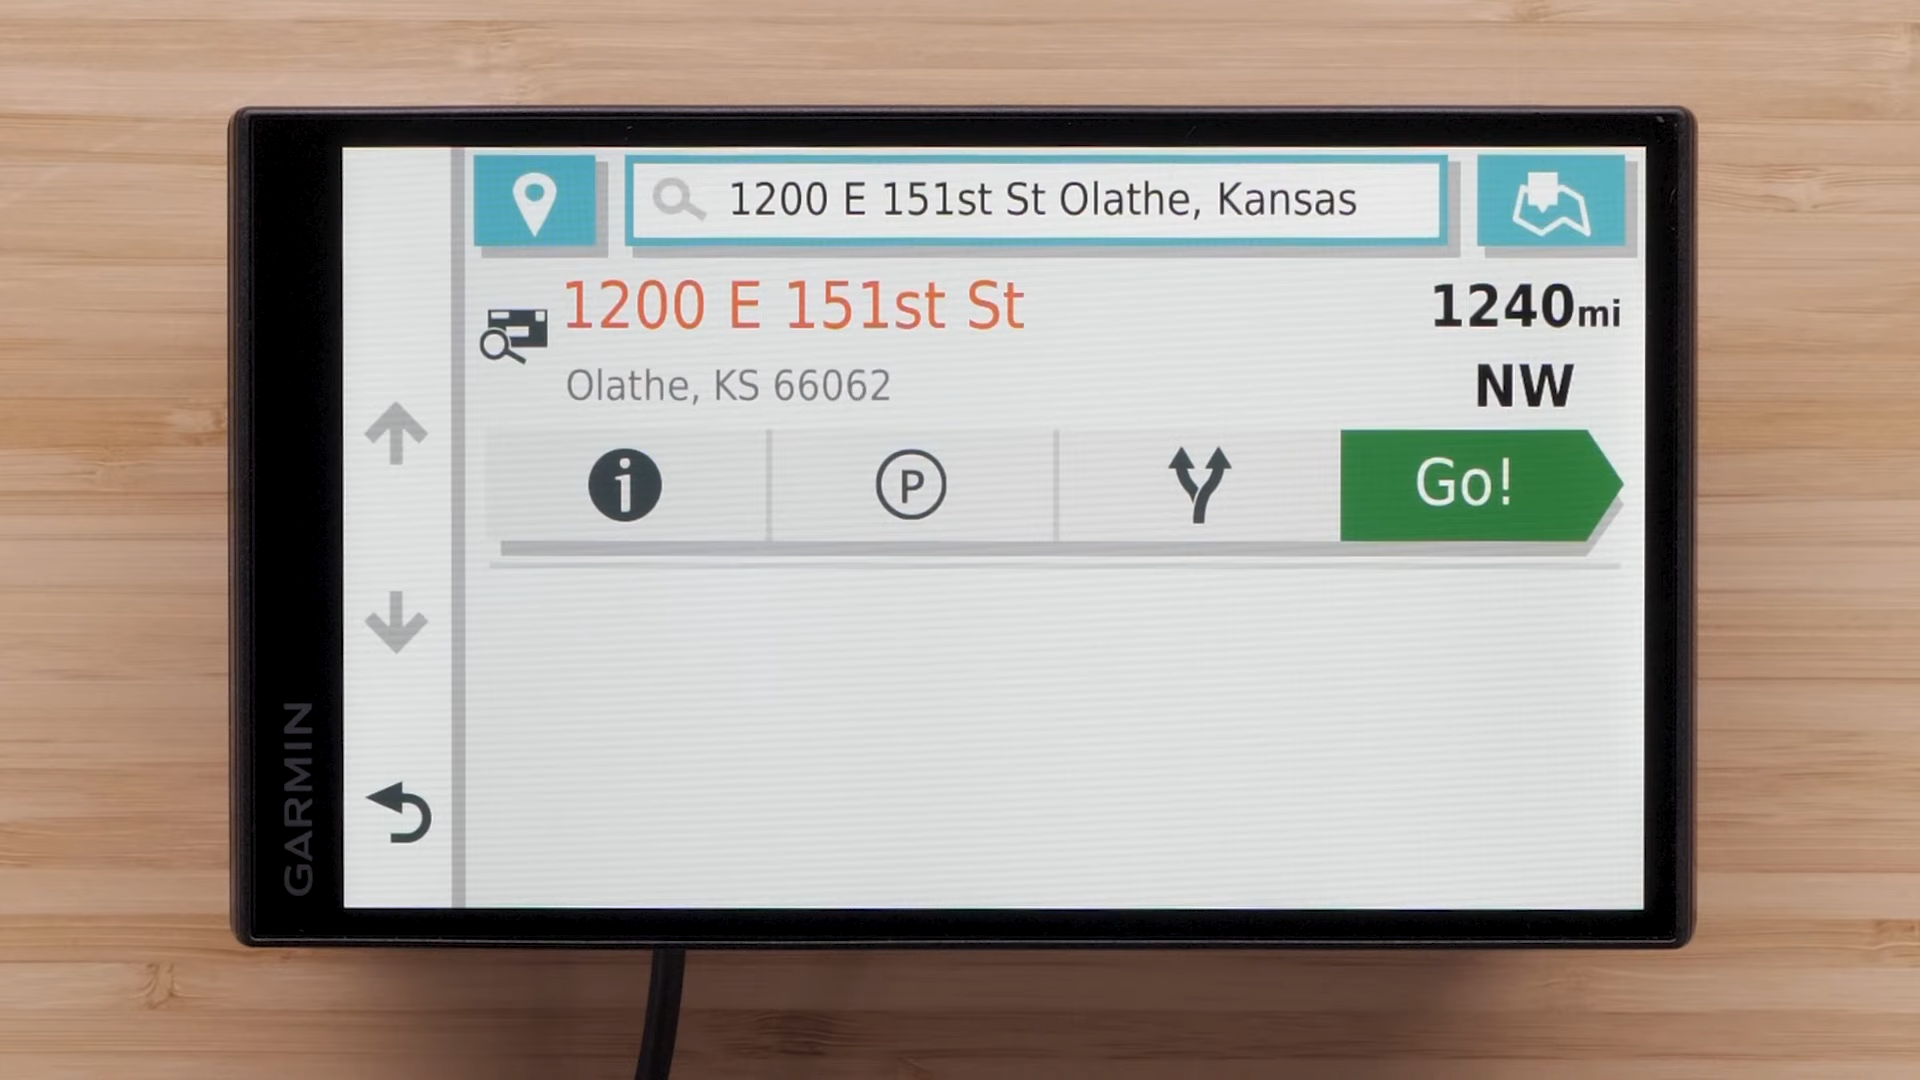 1200 E 151st St Olathe, Kansas
1200 E 151st St
1240mi
Olathe, KS 66062
NW
i
P
Go!
GARMIN